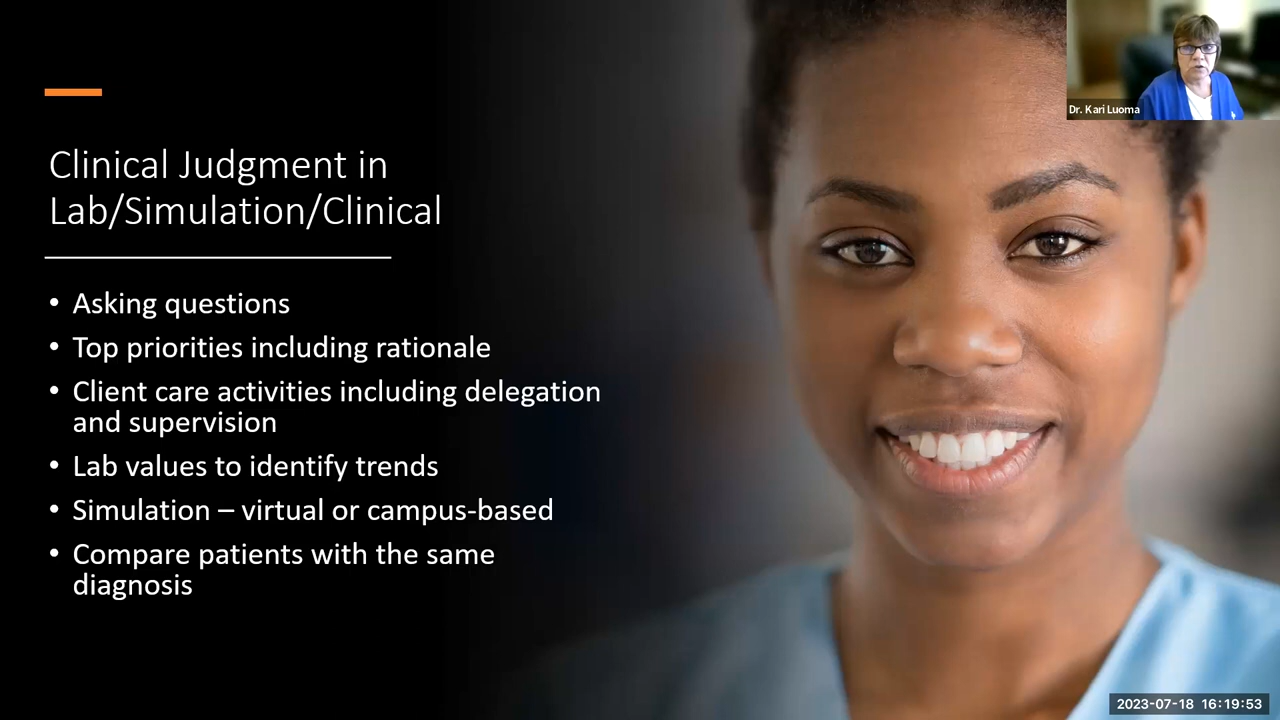 Clinical Judgment in
Lab/Simulation/Clinical
• Asking questions
• Top priorities including rationale
• Client care activities including delegation
and supervision
• Lab values to identify trends
• Simulation – virtual or campus-based
• Compare patients with the same
diagnosis
Dr. Kari Luoma
2023-07-18 16:19:53